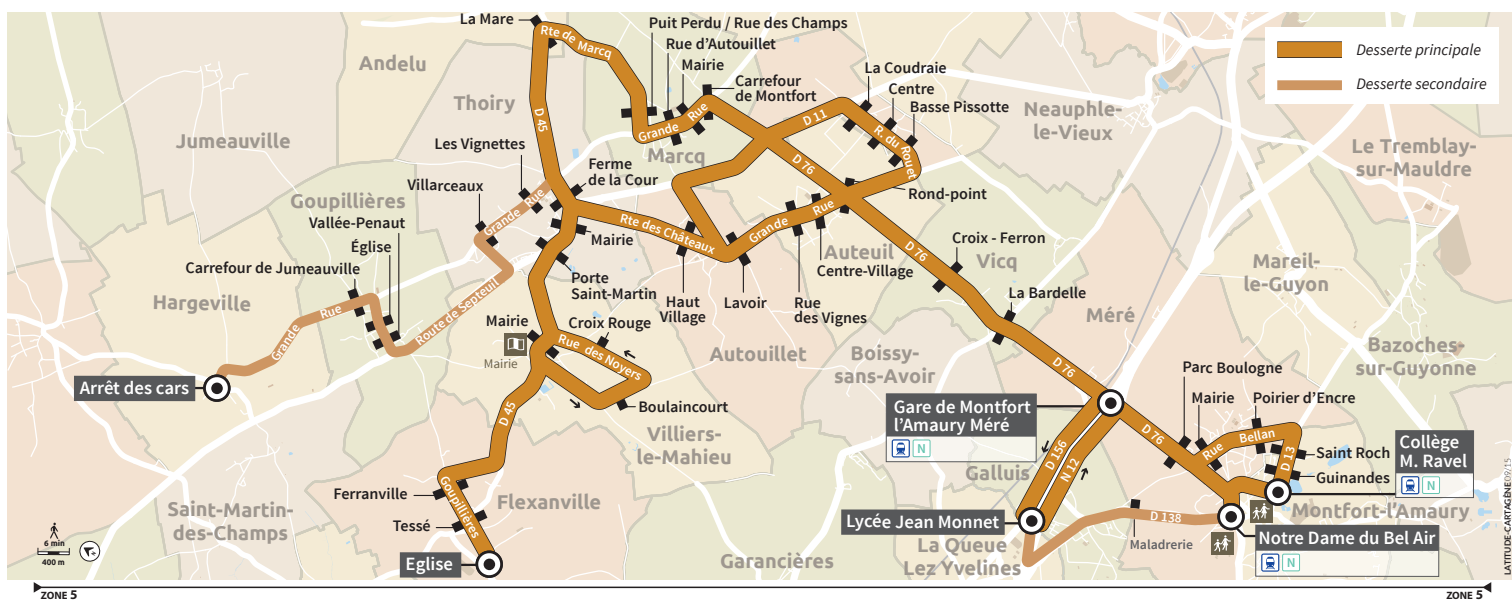 La Mare
Rte de Marcq
Puit Perdu / Rue des Champs
Rue d'Autouillet
Mairie
Carrefour
de Montfort
Desserte principale
Desserte secondaire
Andelu
Thoiry
D 45
Grande Rue
Marcq
D 11
La Coudraie
Centre
Basse Pissotte
R. du Rouet
Neauphle-
le-Vieux
Le Tremblay-
sur-Mauldre
Jumeauville
Les Vignettes
Villarceaux
Ferme
de la Cour
Grande Rue
D 76
Rond-point
Goupillières
Vallée-Penaut
Église
Carrefour de Jumeauville
Mairie
Rte des Châteaux
Grande Rue
Auteuil
Centre-Village
D 76
Croix - Ferron
Vicq
Mareil-
le-Guyon
Hargeville
Grande Rue
Route de Septeuil
Porte
Saint-Martin
Haut
Village
Lavoir
Rue
des Vignes
La Bardelle
Méré
Mairie
Mairie
Croix Rouge
Rue des Noyers
Autouillet
Boissy-
sans-Avoir
D 76
Bazoches-
sur-Guyonne
Arrêt des cars
Boulaincourt
Villiers-
le-Mahieu
D 45
Gare de Montfort
l'Amaury Méré
N
Parc Boulogne
Mairie
Poirier d'Encre
D 76
Rue Bellan
D 13
Saint Roch
Guinandes
Collège
M. Ravel
N
Galluis
D 156
N 12
Ferranville
Goupillières
Flexanville
Tessé
Eglise
Saint-Martin-
des-Champs
Lycée Jean Monnet
La Queue
Lez Yvelines
D 138
Maladrerie
Montfort-l'Amaury
Notre Dame du Bel Air
N
Garancières
6 min
400 m
LATITUDE-CARTAGÈNE 09/15
ZONE 5
ZONE 5